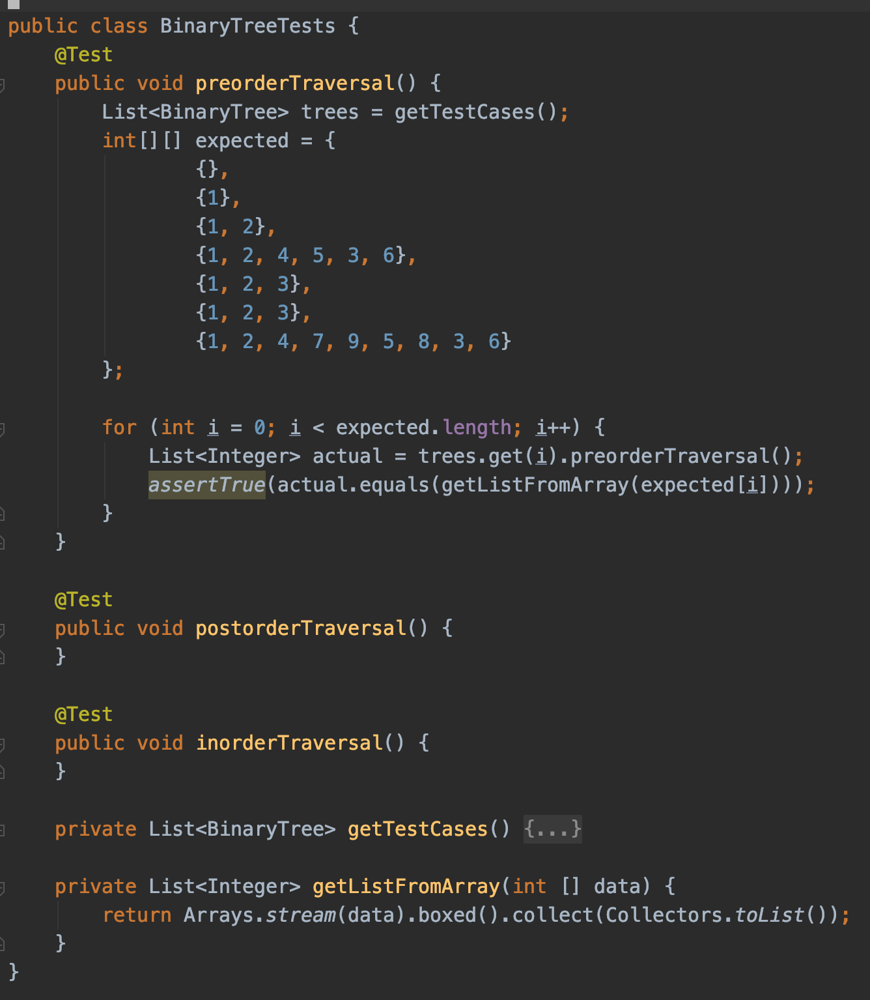 public class BinaryTreeTests {
@Test
public void preorderTraversal() {
List<BinaryTree> trees = getTestCases();
int[][] expected = {
{},
{1},
{1, 2},
{1, 2, 4, 5, 3, 6},
{1, 2, 3},
{1, 2, 3},
{1, 2, 4, 7, 9, 5, 8, 3, 6}
};
for (int i = 0; i < expected.length; i++) {
List<Integer> actual = trees.get(i).preorderTraversal();
assertTrue(actual.equals(getListFromArray(expected[i])));
}
}
@Test
public void postorderTraversal() {
}
@Test
public void inorderTraversal() {
}
private List<BinaryTree> getTestCases() {...}
private List<Integer> getListFromArray(int [] data) {
return Arrays.stream(data).boxed().collect(Collectors.toList());
}
}